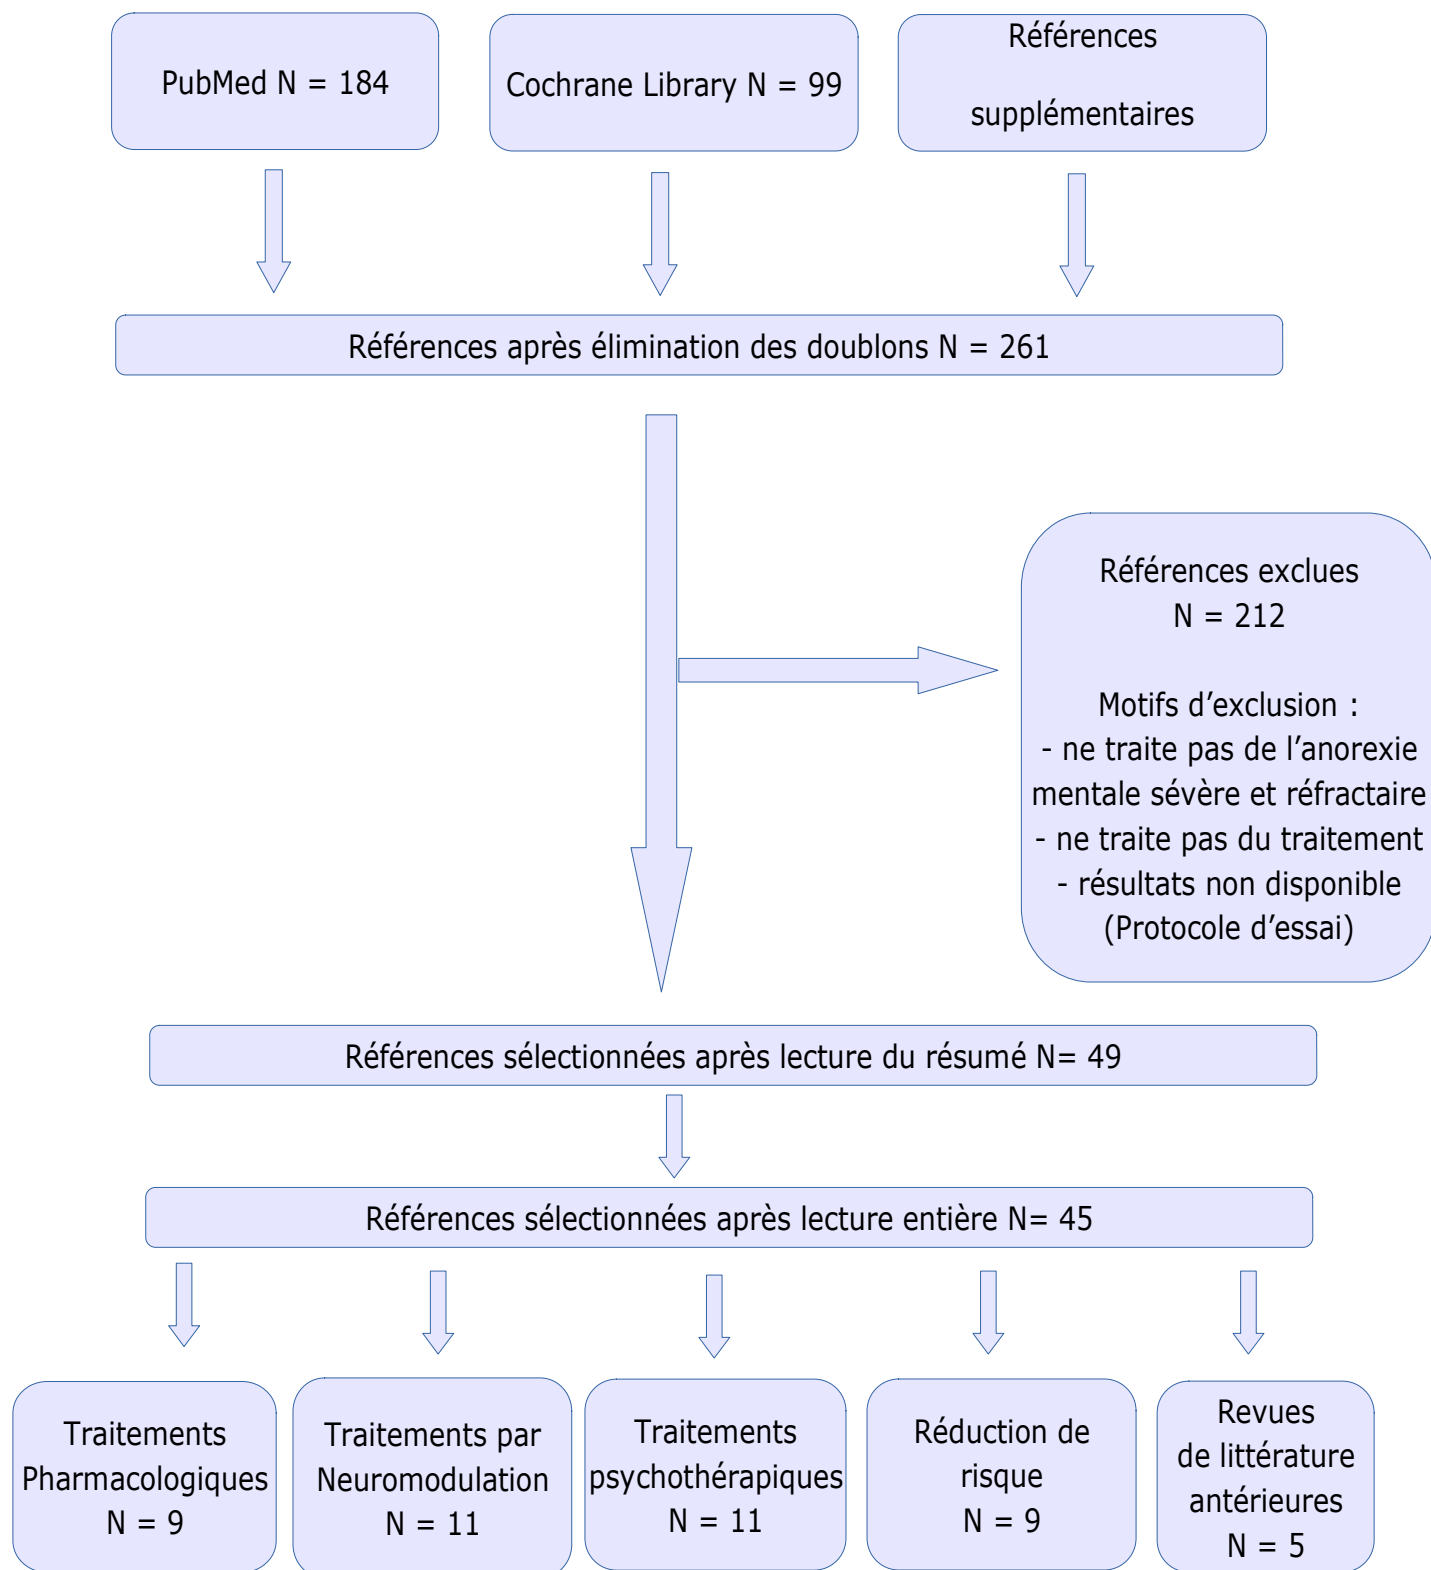 PubMed N = 184
Cochrane Library N = 99
Références
supplémentaires
Références après élimination des doublons N = 261
Références exclues
N = 212
Motifs d’exclusion :
- ne traite pas de l’anorexie
mentale sévère et réfractaire
- ne traite pas du traitement
- résultats non disponible
(Protocole d’essai)
Références sélectionnées après lecture du résumé N= 49
Références sélectionnées après lecture entière N= 45
Traitements
Pharmacologiques
N = 9
Traitements par
Neuromodulation
N = 11
Traitements
psychothérapiques
N = 11
Réduction de
risque
N = 9
Revues
de littérature
antérieures
N = 5